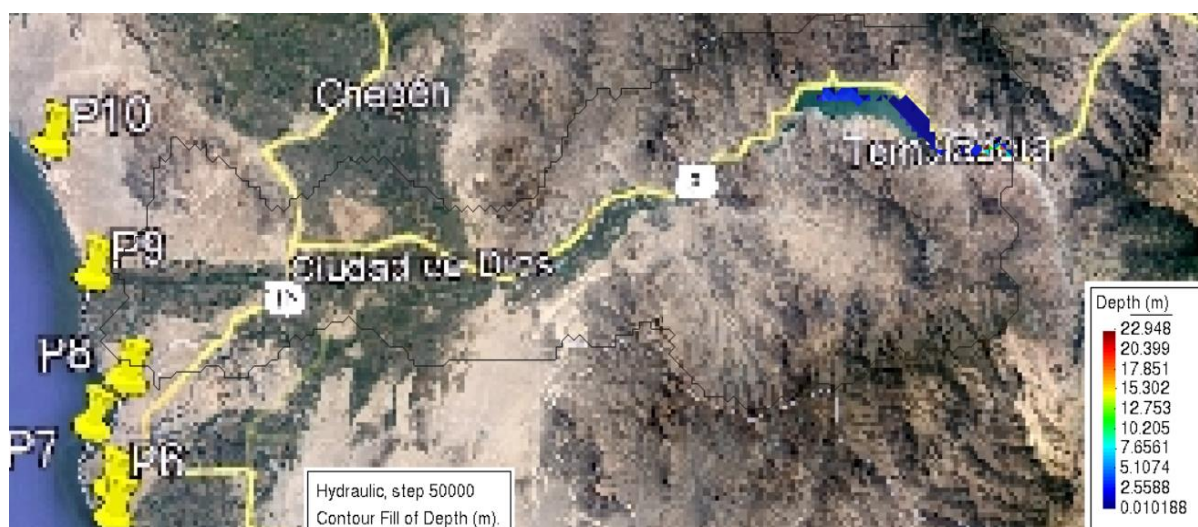 P10
Chepén
P9
Ciudad de Dios
P8
P7
P6
Depth (m)
22.948
20.399
17.851
15.302
12.753
10.205
7.6561
5.1074
2.5588
0.010188
Hydraulic, step 50000
Contour Fill of Depth (m).